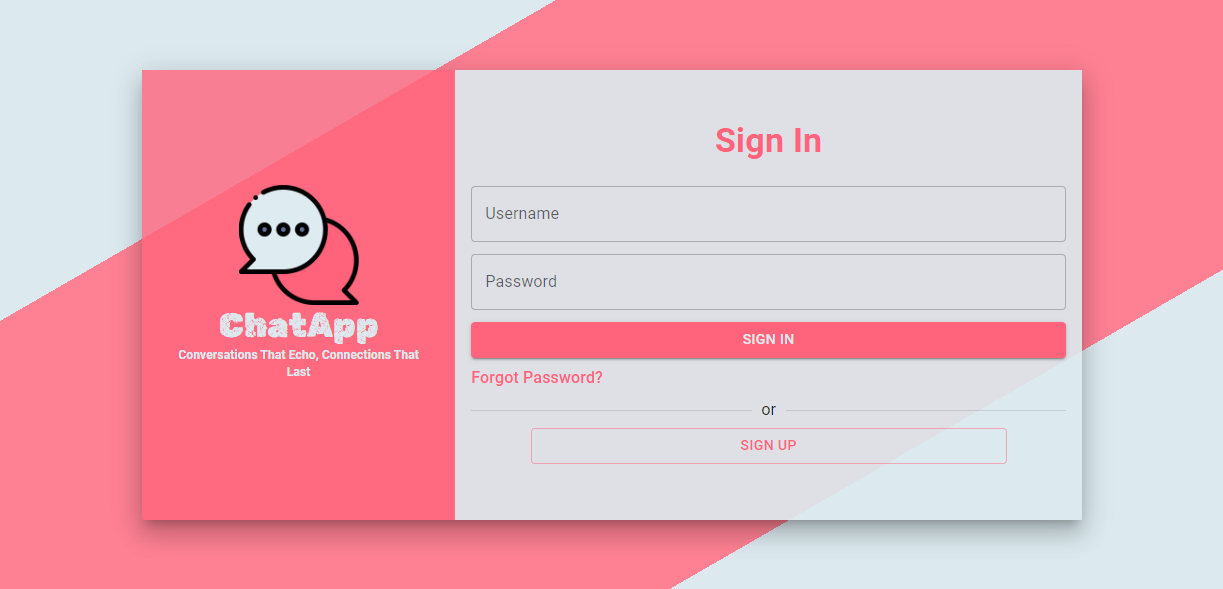 ChatApp
Conversations That Echo, Connections That
Last
Sign In
Username
Password
SIGN IN
Forgot Password?
or
SIGN UP